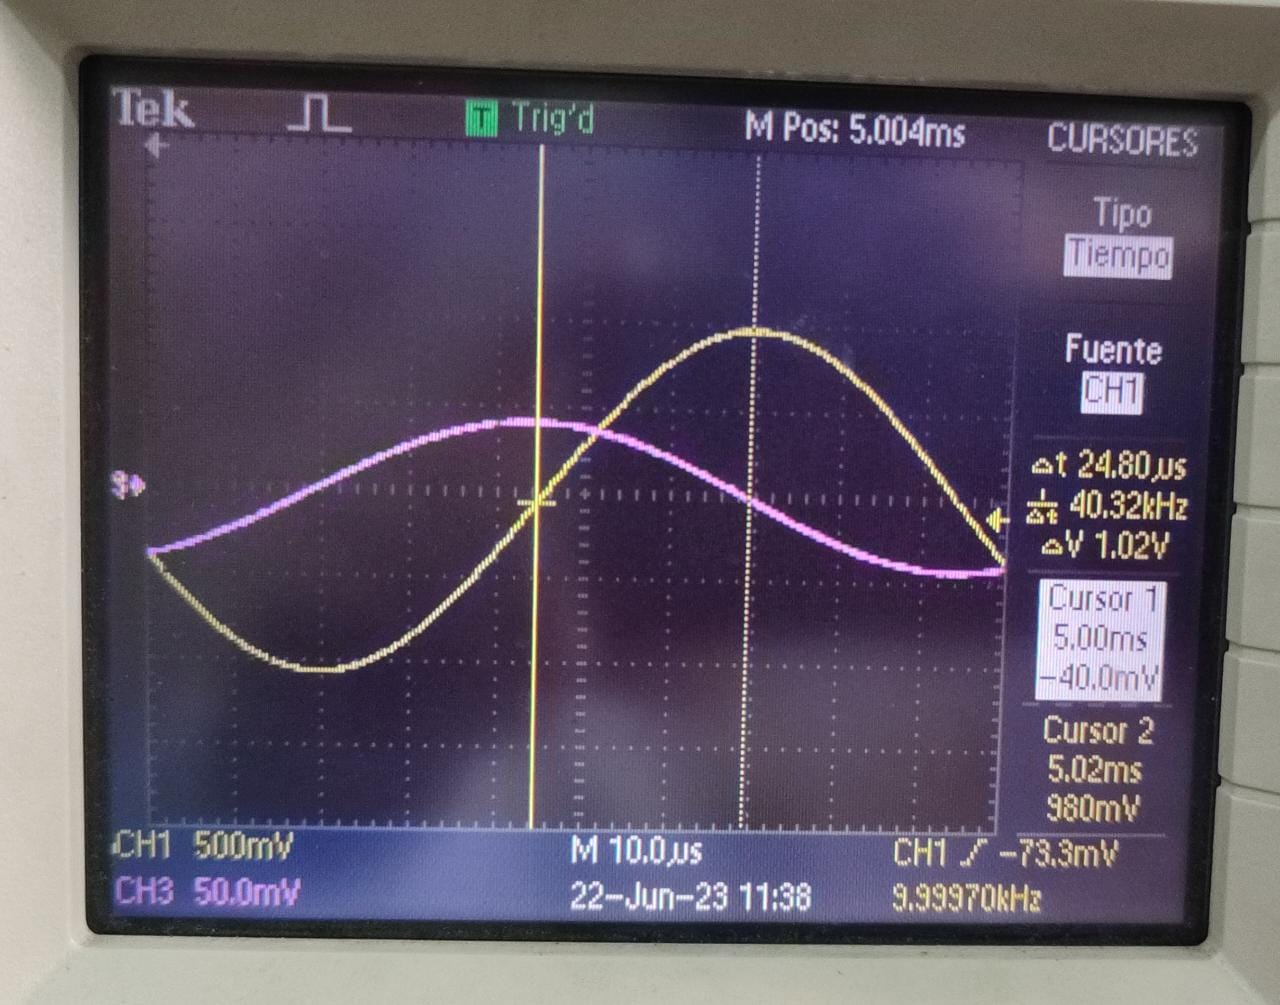 Tek
T Trig'd
M Pos: 5.004ms
CURSORES
Tipo
Tiempo
Fuente
CH1
Δt 24.80µs
1/Δt 40.32kHz
ΔV 1.02V
Cursor 1
5.00ms
-40.0mV
Cursor 2
5.02ms
980mV
3
CH1 500mV
M 10.0µs
CH1 -73.3mV
CH3 50.0mV
22-Jun-23 11:38
9.99970kHz